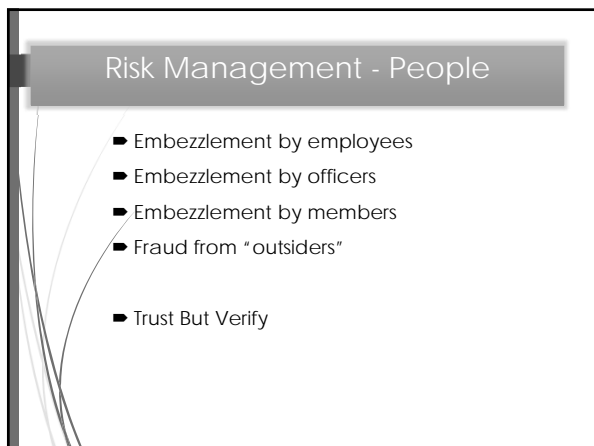 Risk Management - People
➨ Embezzlement by employees
➨ Embezzlement by officers
➨ Embezzlement by members
➨ Fraud from “outsiders”
➨ Trust But Verify